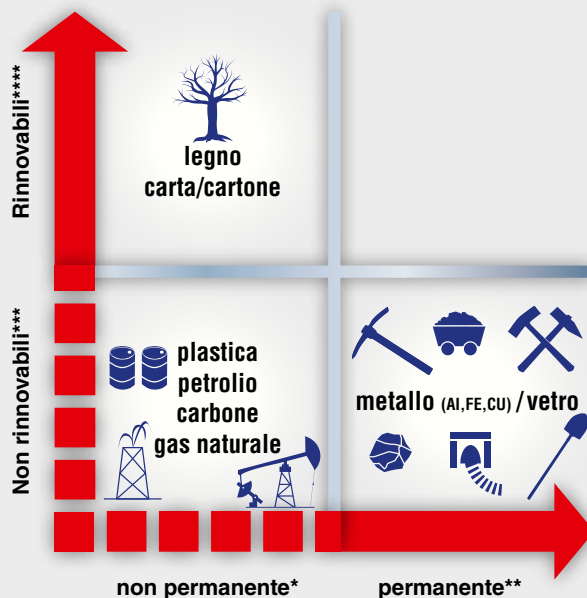 Rinnovabili****
legno
carta/cartone
Non rinnovabili***
plastica
petrolio
carbone
gas naturale
metallo (Al,FE,CU) / vetro
non permanente*
permanente**